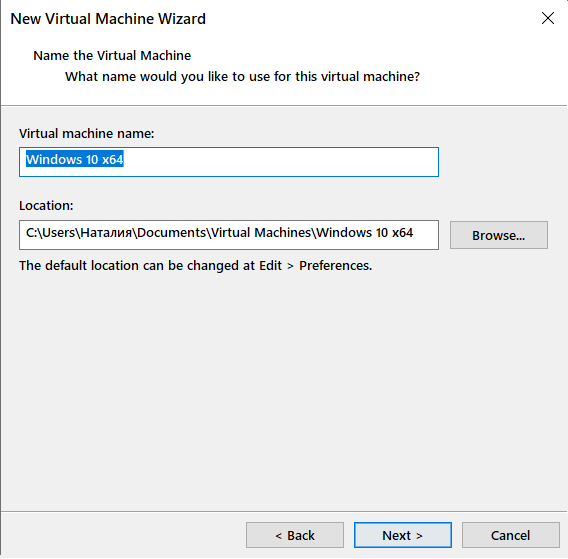 New Virtual Machine Wizard
Name the Virtual Machine
What name would you like to use for this virtual machine?
Virtual machine name:
Windows 10 x64
Location:
C:\Users\Наталия\Documents\Virtual Machines\Windows 10 x64
Browse...
The default location can be changed at Edit > Preferences.
< Back Next > Cancel